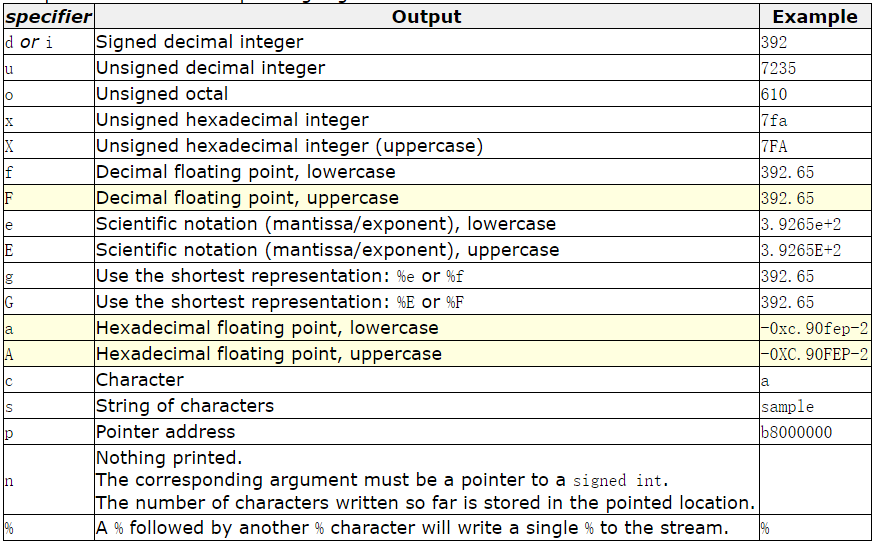 specifier Output Example
d or i Signed decimal integer 392
u Unsigned decimal integer 7235
o Unsigned octal 610
x Unsigned hexadecimal integer 7fa
X Unsigned hexadecimal integer (uppercase) 7FA
f Decimal floating point, lowercase 392.65
F Decimal floating point, uppercase 392.65
e Scientific notation (mantissa/exponent), lowercase 3.9265e+2
E Scientific notation (mantissa/exponent), uppercase 3.9265E+2
g Use the shortest representation: %e or %f 392.65
G Use the shortest representation: %E or %F 392.65
a Hexadecimal floating point, lowercase -0xc.90fep-2
A Hexadecimal floating point, uppercase -0XC.90FEP-2
c Character a
s String of characters sample
p Pointer address b8000000
Nothing printed.
n The corresponding argument must be a pointer to a signed int.
The number of characters written so far is stored in the pointed location.
% A % followed by another % character will write a single % to the stream. %